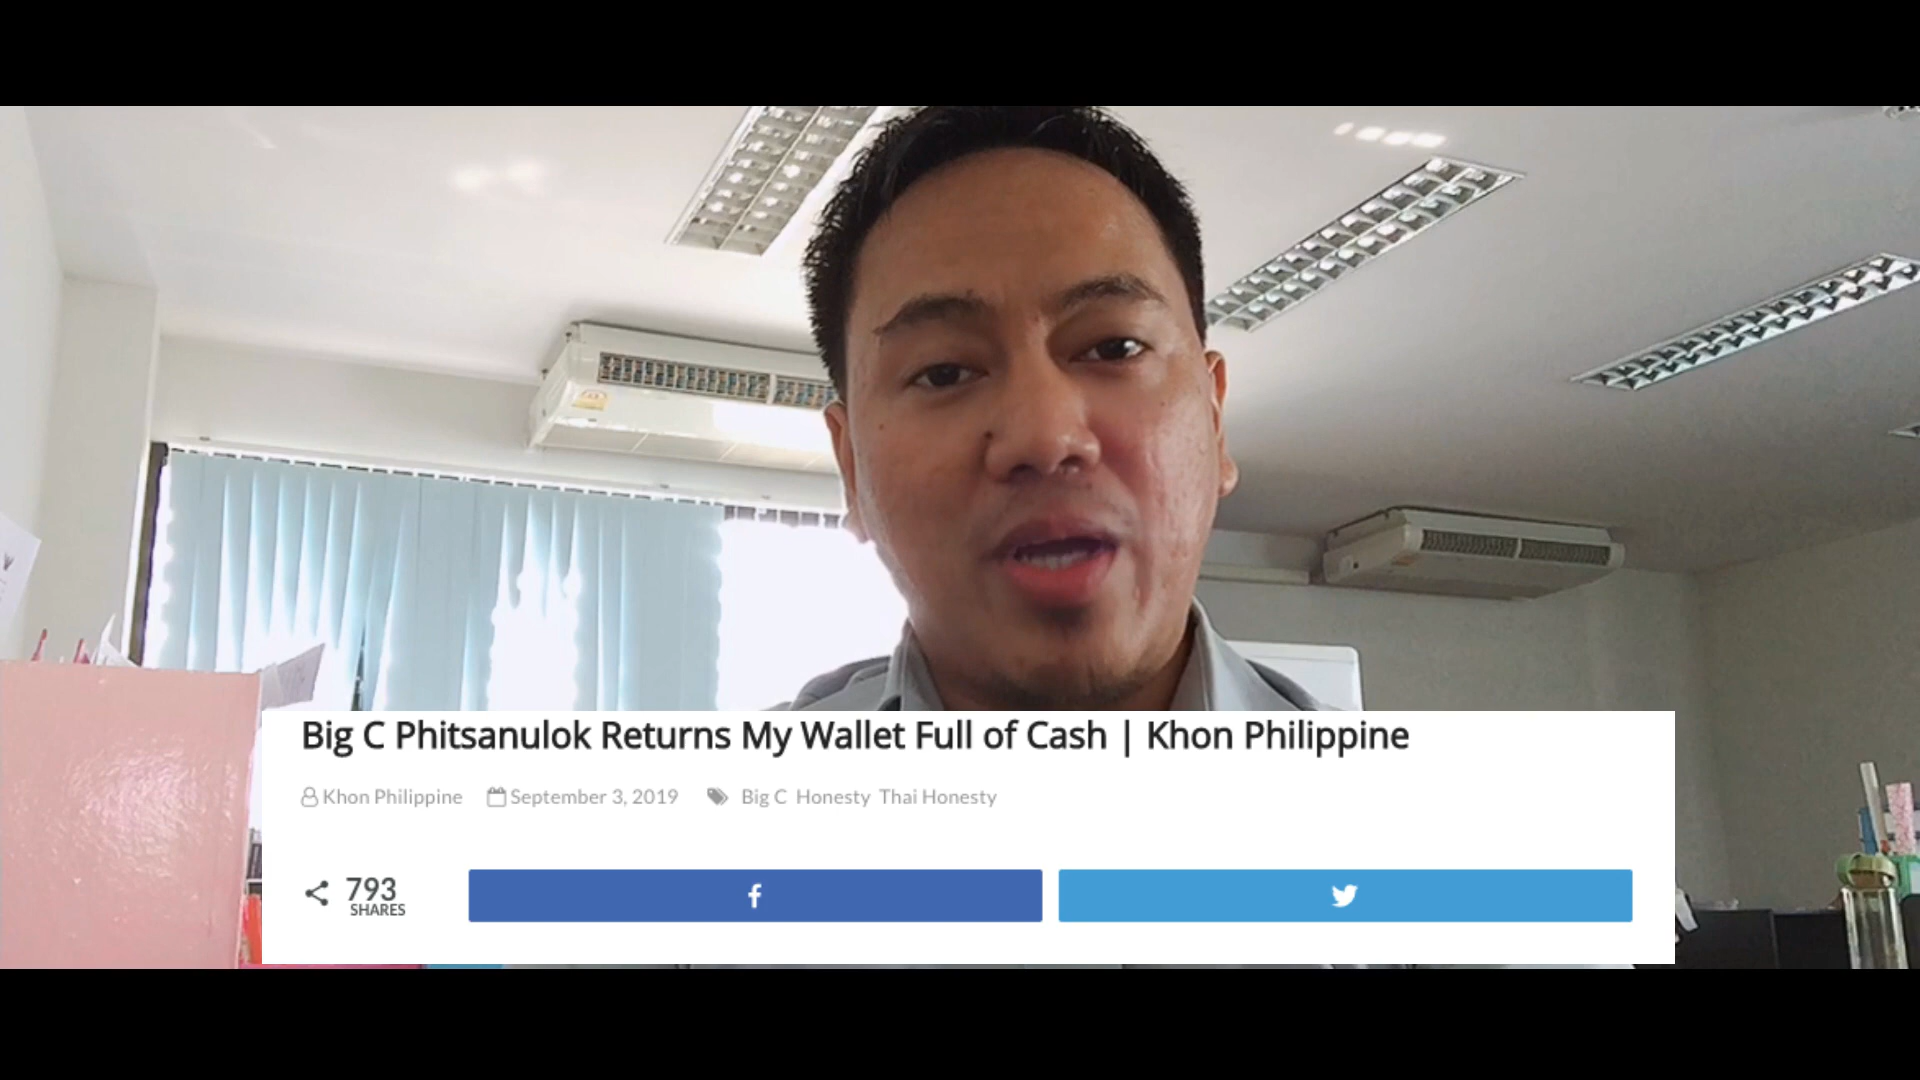 Big C Phitsanulok Returns My Wallet Full of Cash | Khon Philippine
Khon Philippine September 3, 2019 Big C Honesty Thai Honesty
793
SHARES